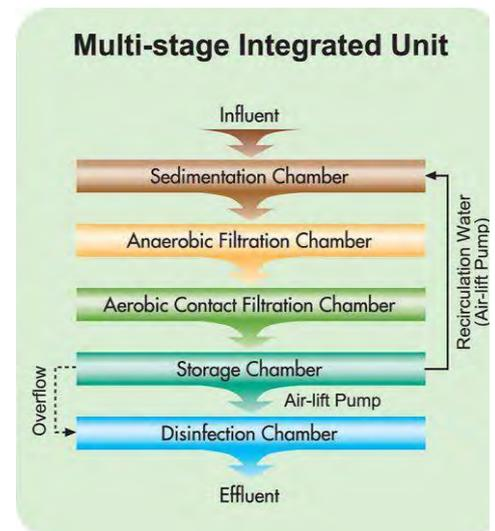 Multi-stage Integrated Unit
Influent
Sedimentation Chamber
Anaerobic Filtration Chamber
Aerobic Contact Filtration Chamber
Storage Chamber
Air-lift Pump
Disinfection Chamber
Effluent
Overflow
Recirculation Water
(Air-lift Pump)